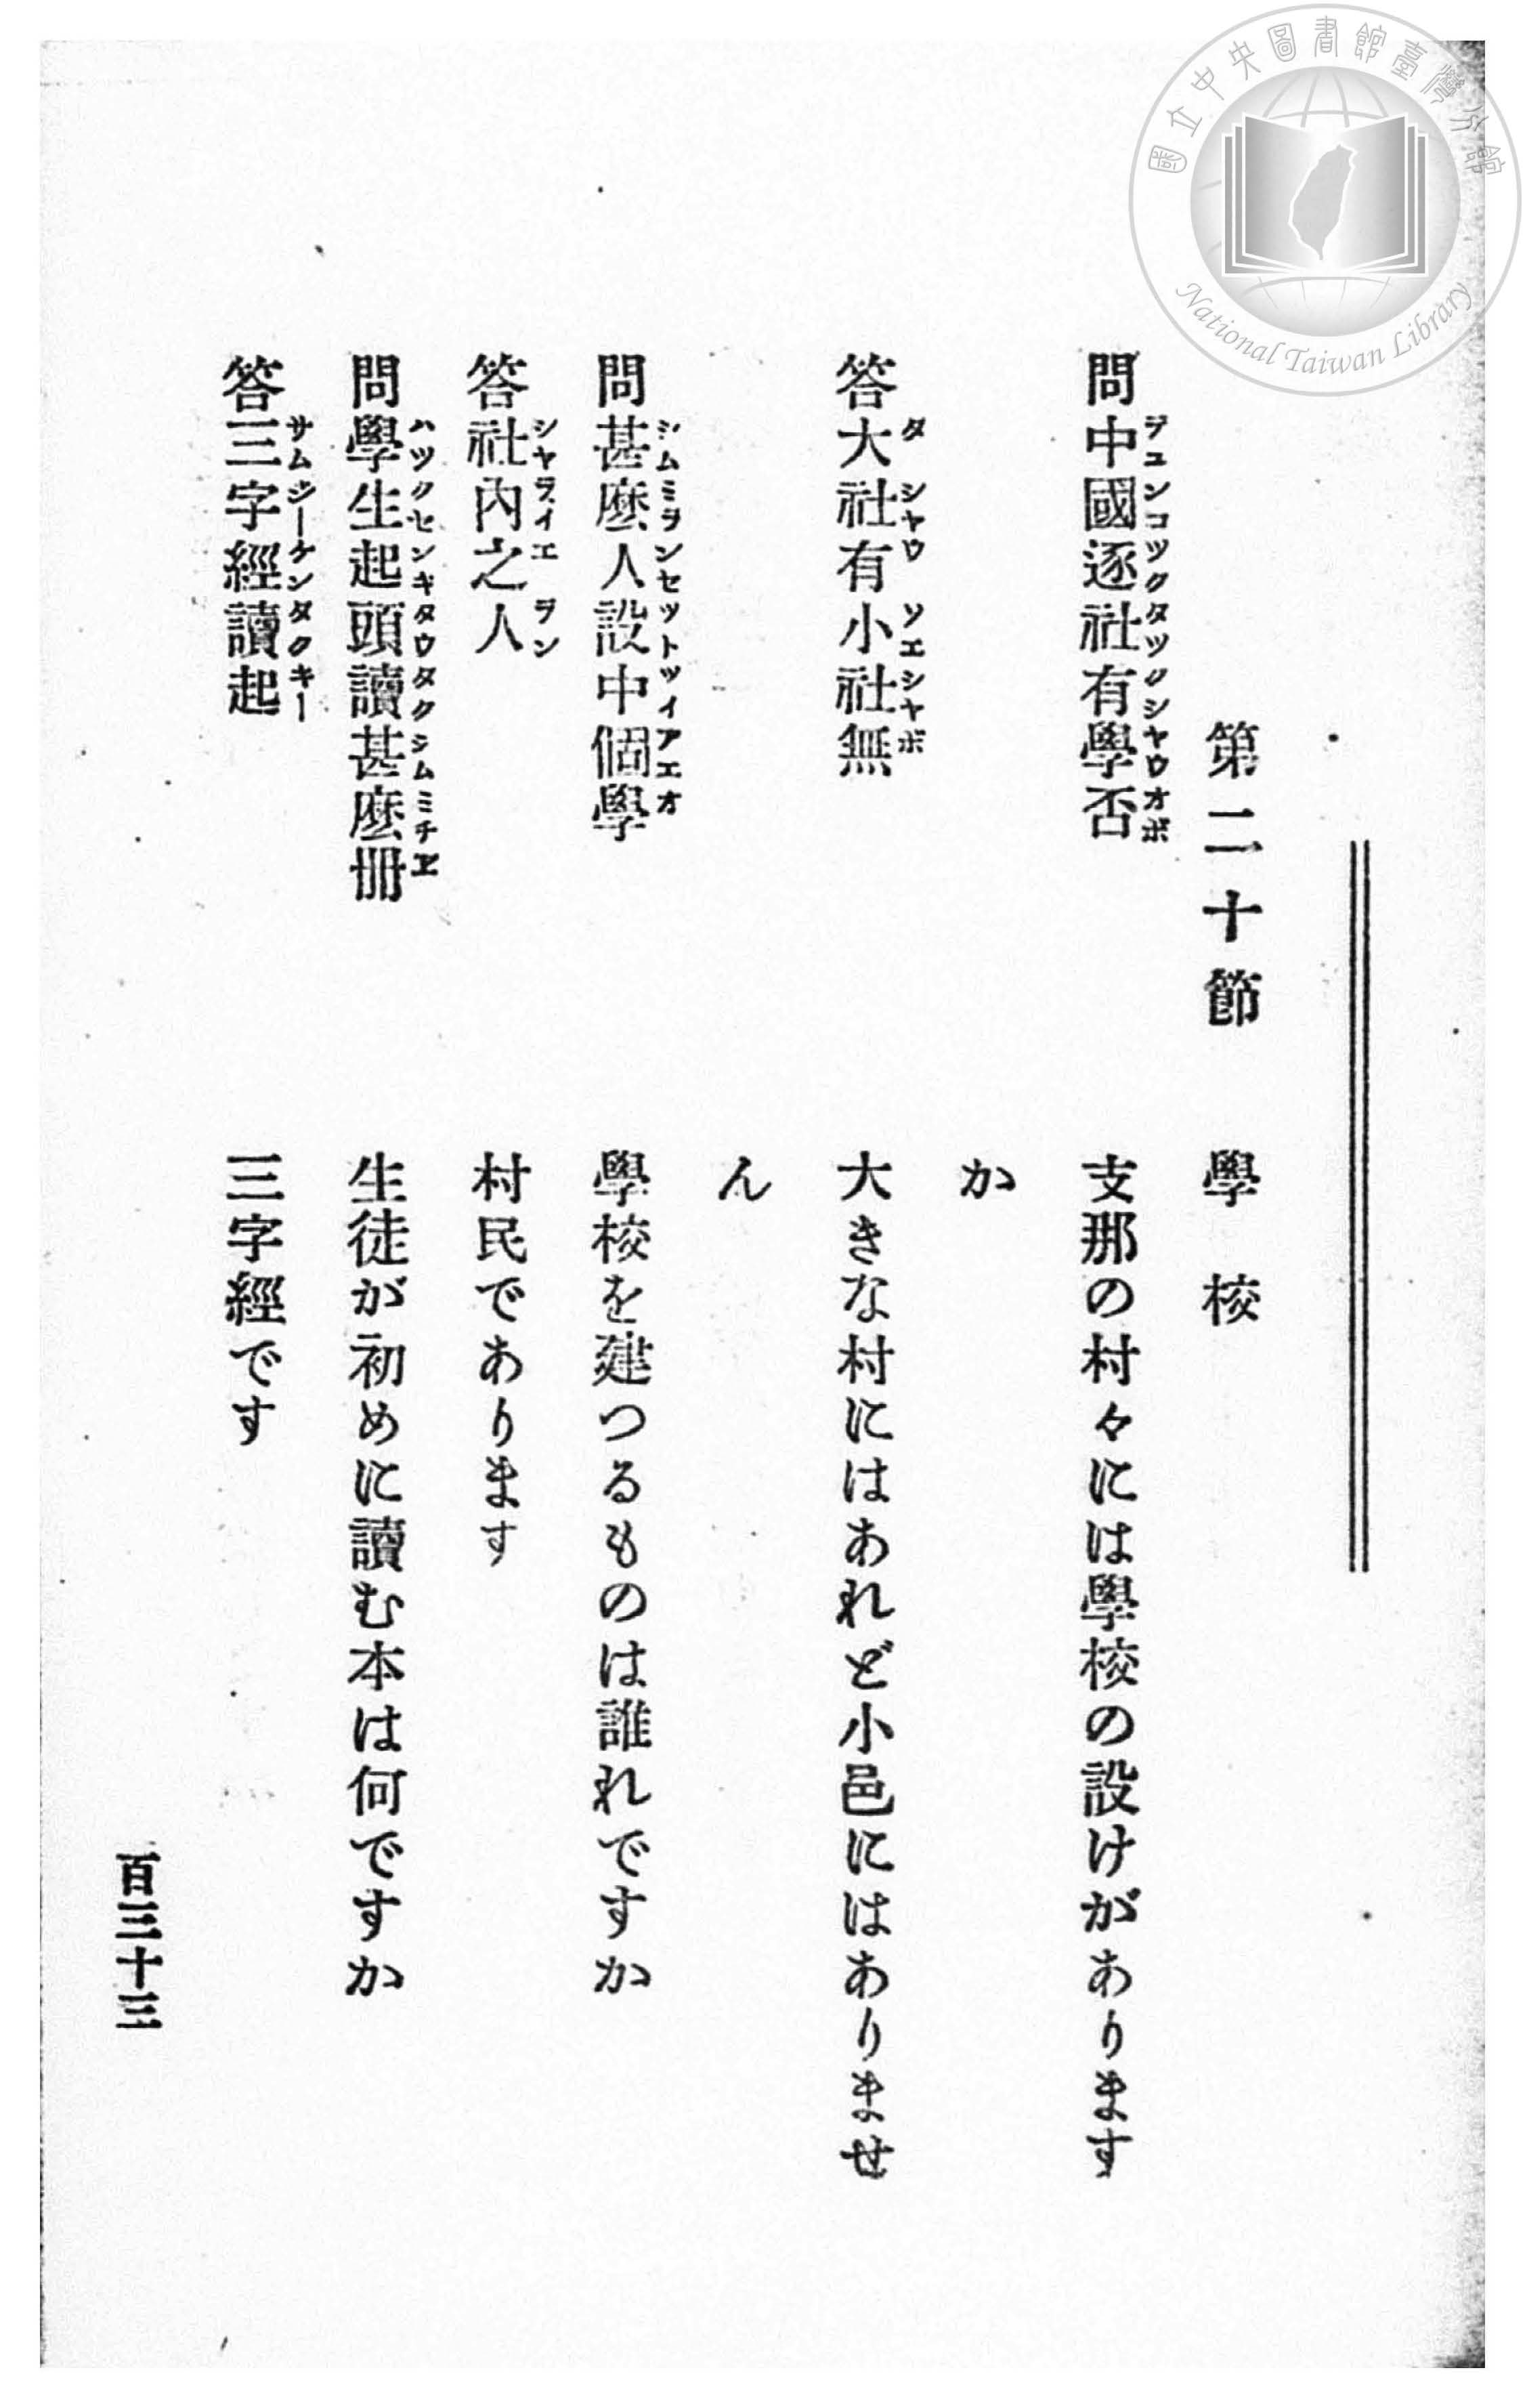 國立中央圖書館臺灣分館
National Taiwan Library
第二十節 學校
問中國逐社有學否 支那の村々には學校の設けがあります
か
答大社有小社無 大きな村にはあれど小邑にはありませ
ん
問甚麽人設中個學 學校を建つるものは誰れですか
答社內之人 村民であります
問學生起頭讀甚麽冊 生徒が初めに讀む本は何ですか
答三字經讀起 三字經です
百三十三